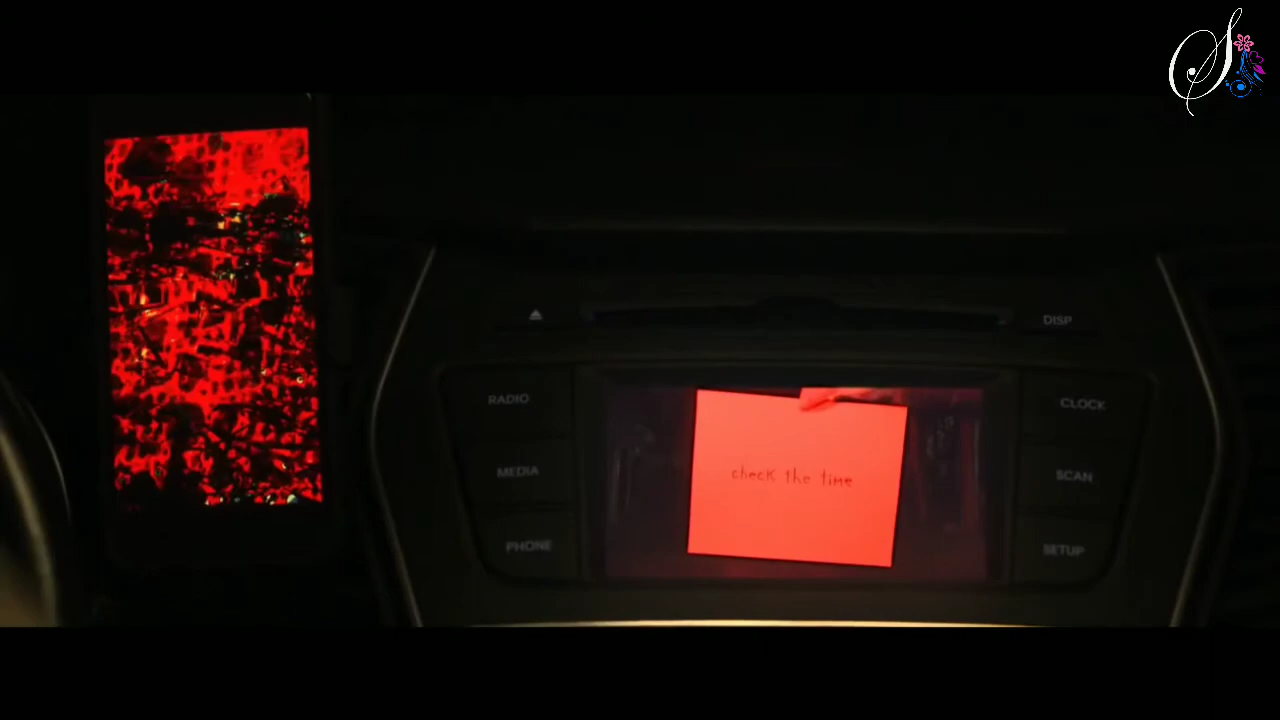 S
DISP
RADIO
CLOCK
MEDIA
check the time
SCAN
PHONE
SETUP